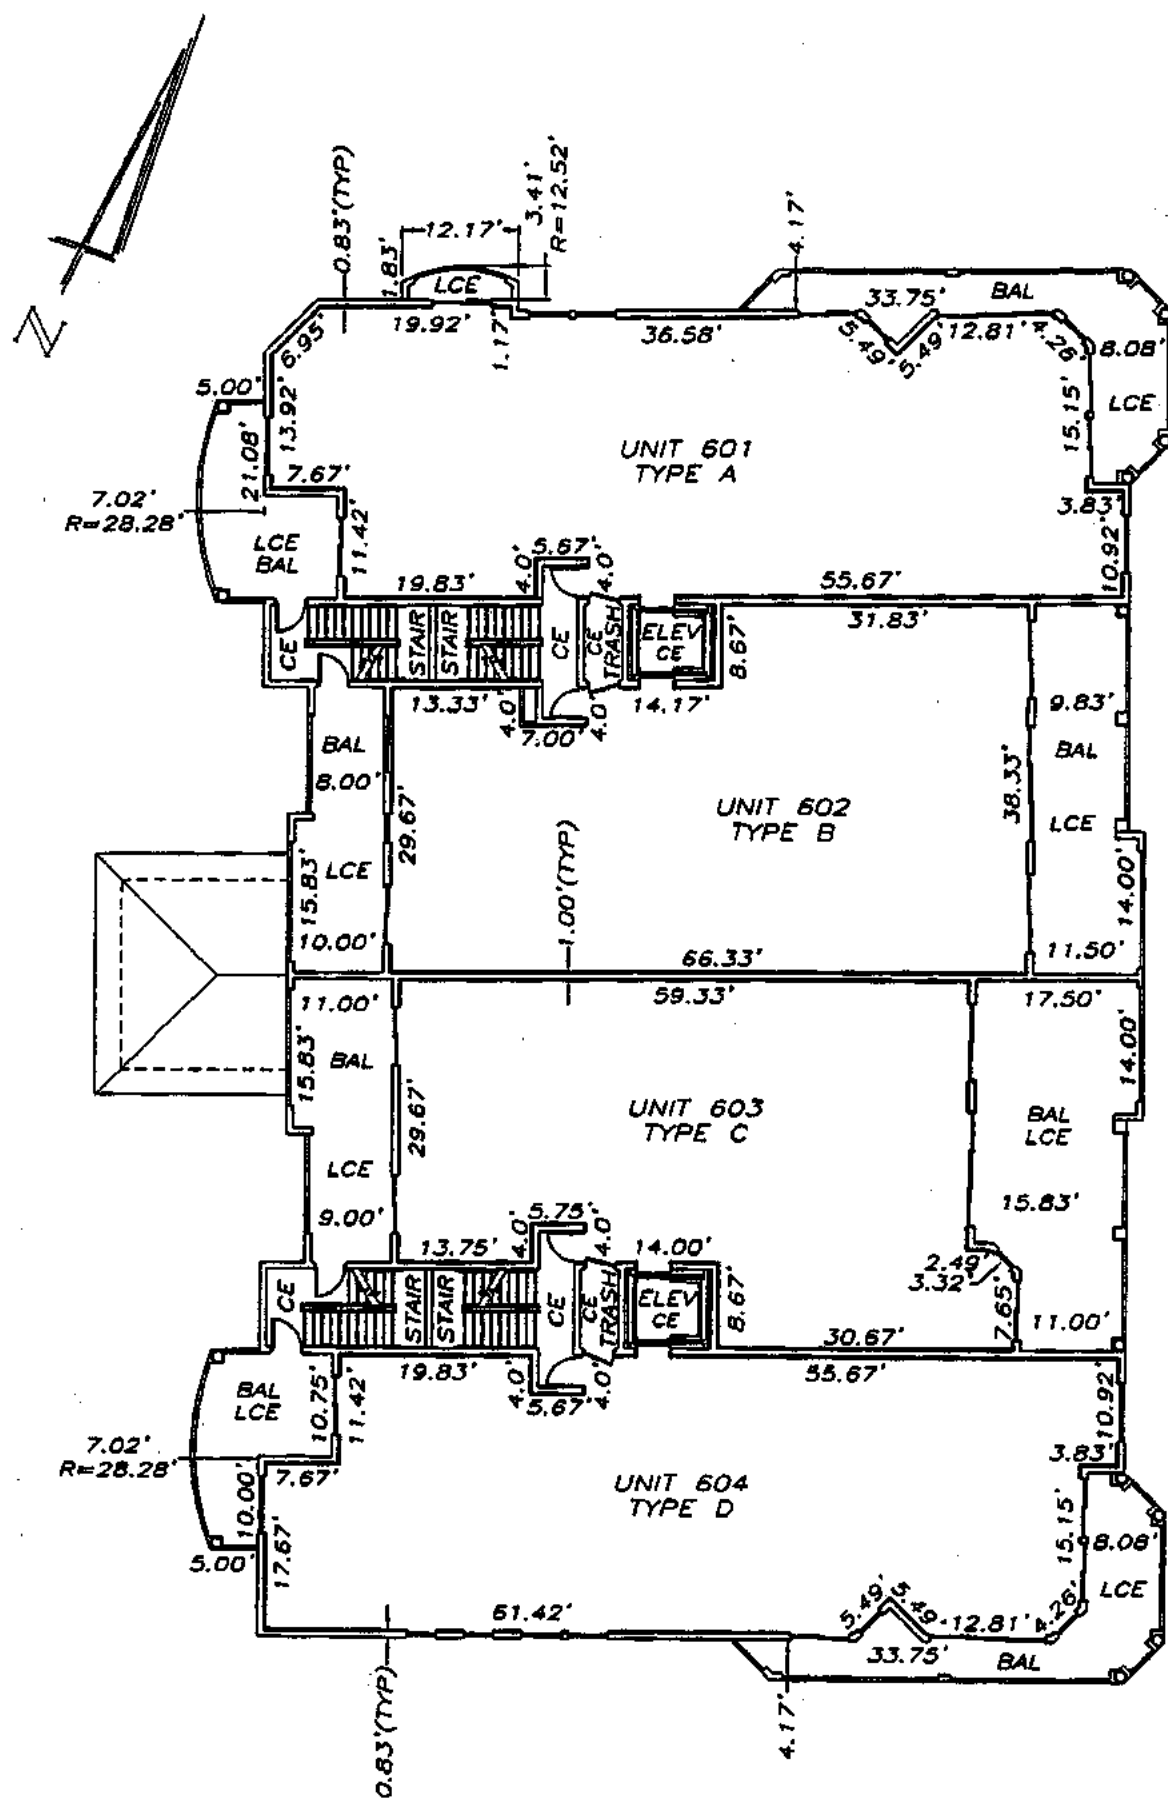 N
0.83'(TYP)
12.17'
1.83'
LCE
3.41'
R=12.52'
19.92'
1.17'
36.58'
4.17'
33.75'
BAL
5.49'
5.49'
12.81'
4.26'
8.08'
LCE
15.15'
3.83'
10.92'
6.95'
5.00'
13.92'
21.08'
7.67'
7.02'
R=28.28'
11.42'
LCE
BAL
UNIT 601
TYPE A
19.83'
4.0'
5.67'
4.0'
55.67'
31.83'
CE
STAIR
STAIR
CE
CE
TRASH
ELEV
CE
8.67'
13.33'
4.0'
7.00'
4.0'
14.17'
9.83'
BAL
8.00'
BAL
29.67'
UNIT 602
TYPE B
38.33'
LCE
15.83'
LCE
10.00'
1.00'(TYP)
14.00'
11.50'
66.33'
59.33'
11.00'
17.50'
15.83'
BAL
14.00'
29.67'
UNIT 603
TYPE C
BAL
LCE
LCE
9.00'
15.83'
13.75'
4.0'
5.75'
4.0'
14.00'
2.49'
3.32'
7.65'
CE
STAIR
STAIR
CE
CE
TRASH
ELEV
CE
8.67'
30.67'
11.00'
19.83'
4.0'
5.67'
4.0'
55.67'
BAL
LCE
10.75'
11.42'
10.92'
7.02'
R=28.28'
7.67'
3.83'
UNIT 604
TYPE D
10.00'
5.00'
17.67'
15.15'
8.08'
LCE
61.42'
5.49'
5.49'
12.81'
4.26'
33.75'
BAL
0.83'(TYP)
4.17'